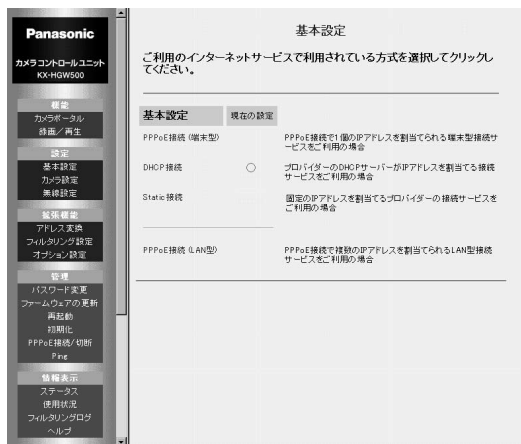 Panasonic
カメラコントロールユニット
KX-HGW500
機能
カメラポータル
録画／再生
設定
基本設定
カメラ設定
無線設定
拡張機能
アドレス変換
フィルタリング設定
オプション設定
管理
パスワード変更
ファームウェアの更新
再起動
初期化
PPPoE接続/切断
Ping
情報表示
ステータス
使用状況
フィルタリングログ
ヘルプ
基本設定
ご利用のインターネットサービスで利用されている方式を選択してクリックし
てください。
基本設定 現在の設定
PPPoE接続 (端末型) PPPoE接続で1個のIPアドレスを割当てられる端末型接続サ
ービスをご利用の場合
DHCP接続 ○ プロバイダーのDHCPサーバーがIPアドレスを割当てる接続
サービスをご利用の場合
Static接続 固定のIPアドレスを割当てるプロバイダーの接続サービスを
ご利用の場合
PPPoE接続 (LAN型) PPPoE接続で複数のIPアドレスを割当てられるLAN型接続
サービスをご利用の場合